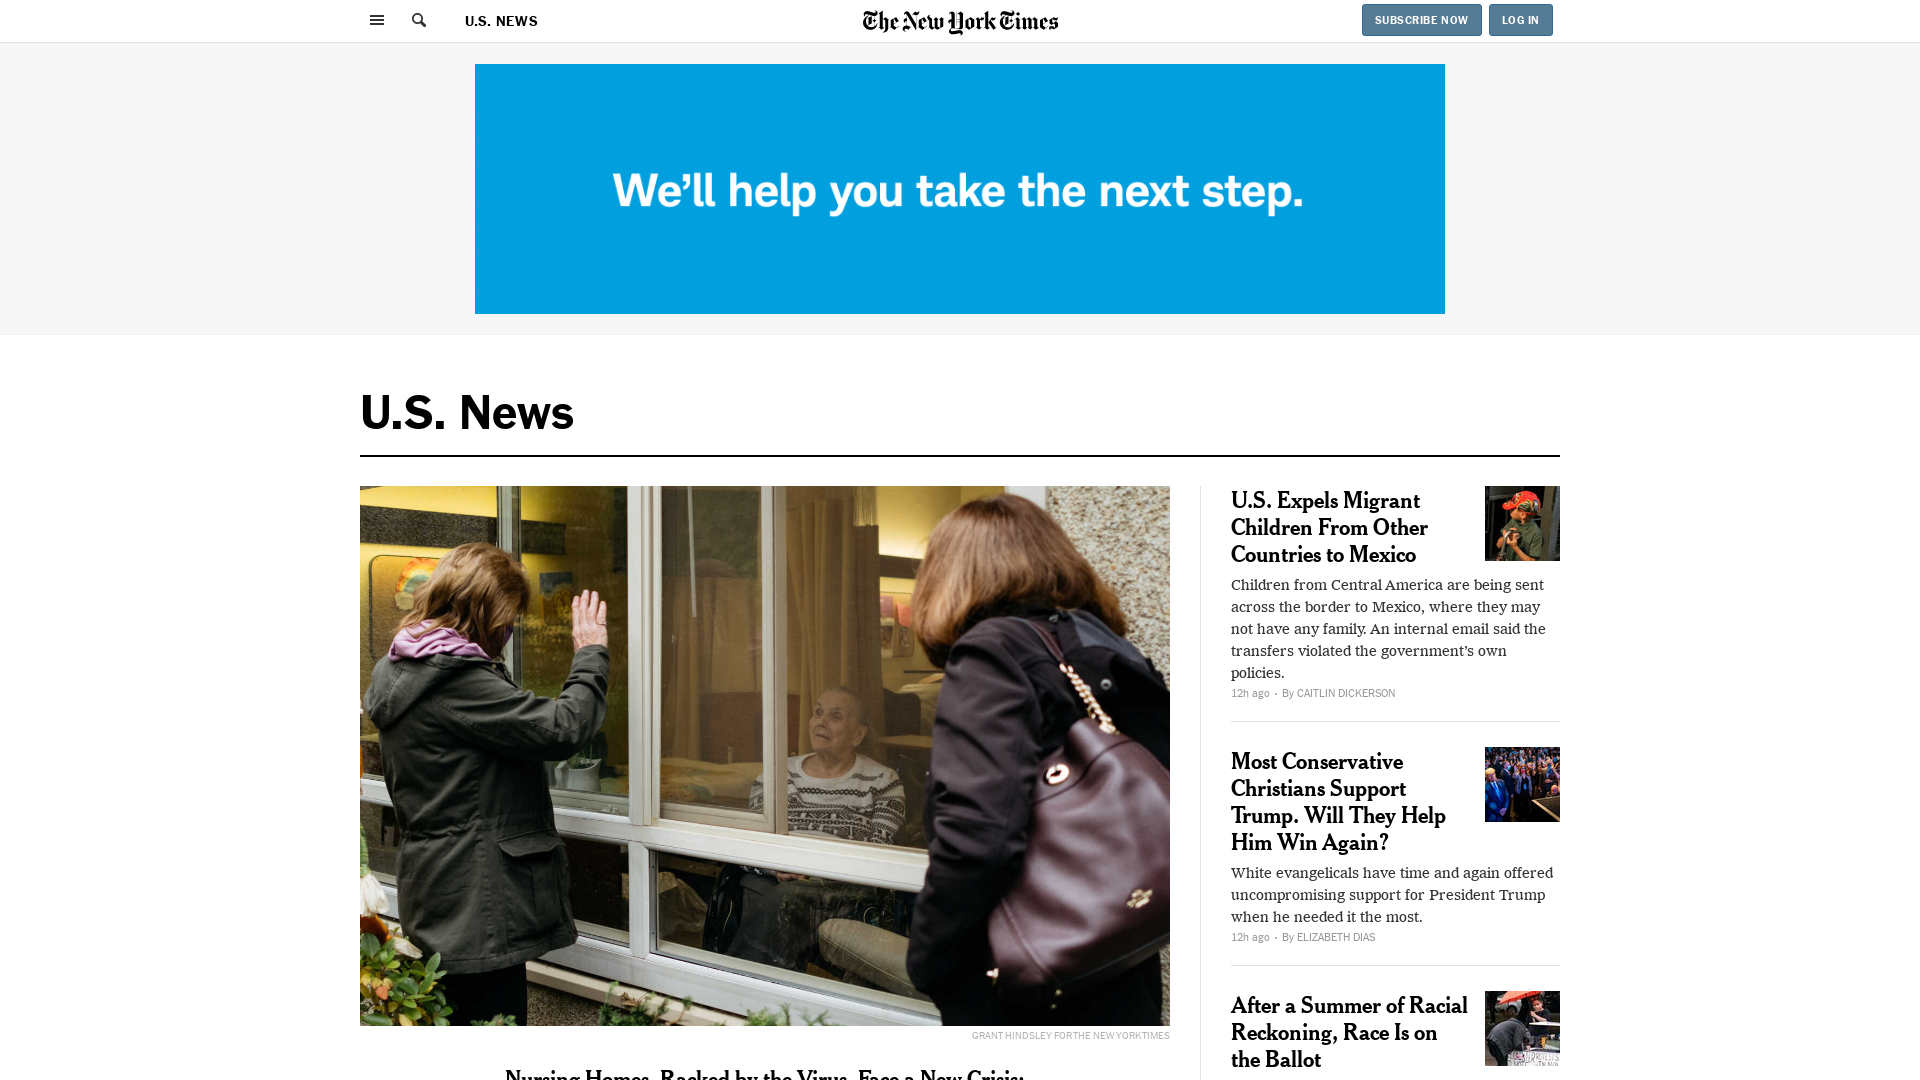 U.S. NEWS
The New York Times
SUBSCRIBE NOW
LOG IN
We'll help you take the next step.
U.S. News
GRANT HINDSLEY FOR THE NEW YORK TIMES
Nursing Homes, Racked by the Virus, Face a New Crisis:
U.S. Expels Migrant
Children From Other
Countries to Mexico
Children from Central America are being sent
across the border to Mexico, where they may
not have any family. An internal email said the
transfers violated the government's own
policies.
12h ago · By CAITLIN DICKERSON
Most Conservative
Christians Support
Trump. Will They Help
Him Win Again?
White evangelicals have time and again offered
uncompromising support for President Trump
when he needed it the most.
12h ago · By ELIZABETH DIAS
After a Summer of Racial
Reckoning, Race Is on
the Ballot